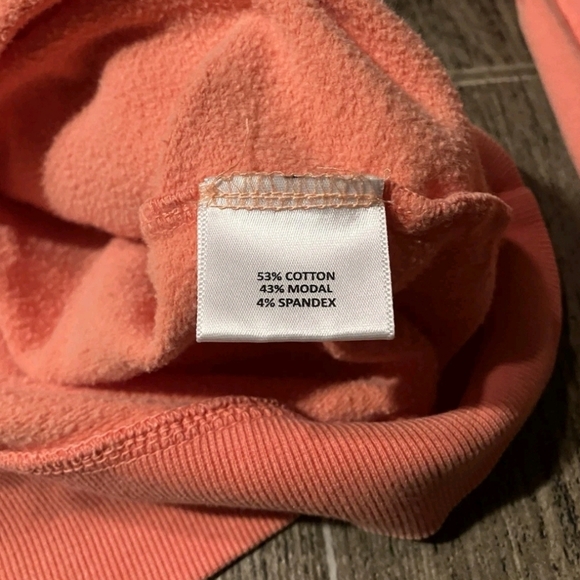 53% COTTON
43% MODAL
4% SPANDEX